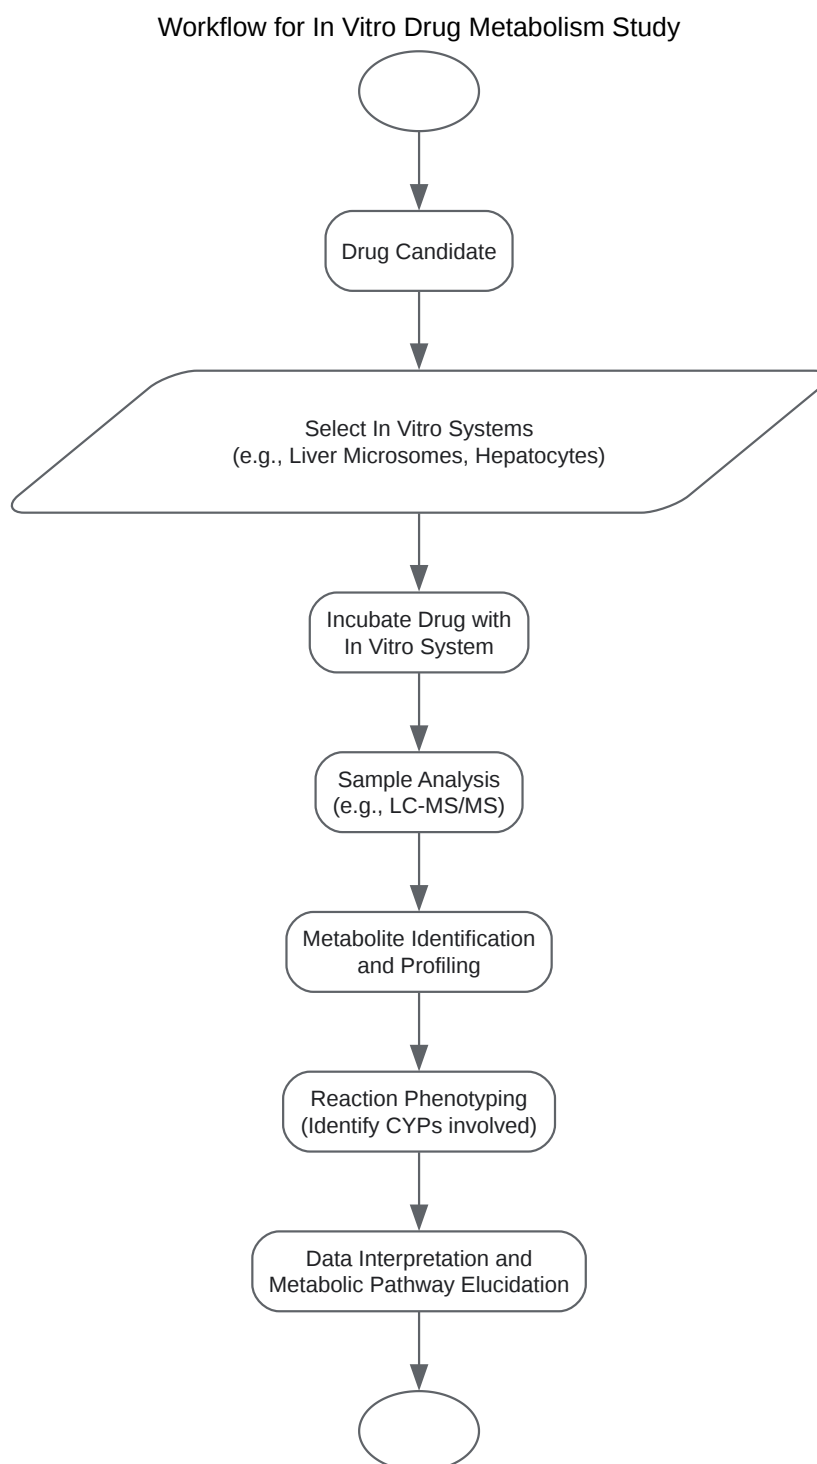 Workflow for In Vitro Drug Metabolism Study
Drug Candidate
Select In Vitro Systems
(e.g., Liver Microsomes, Hepatocytes)
Incubate Drug with
In Vitro System
Sample Analysis
(e.g., LC-MS/MS)
Metabolite Identification
and Profiling
Reaction Phenotyping
(Identify CYPs involved)
Data Interpretation and
Metabolic Pathway Elucidation